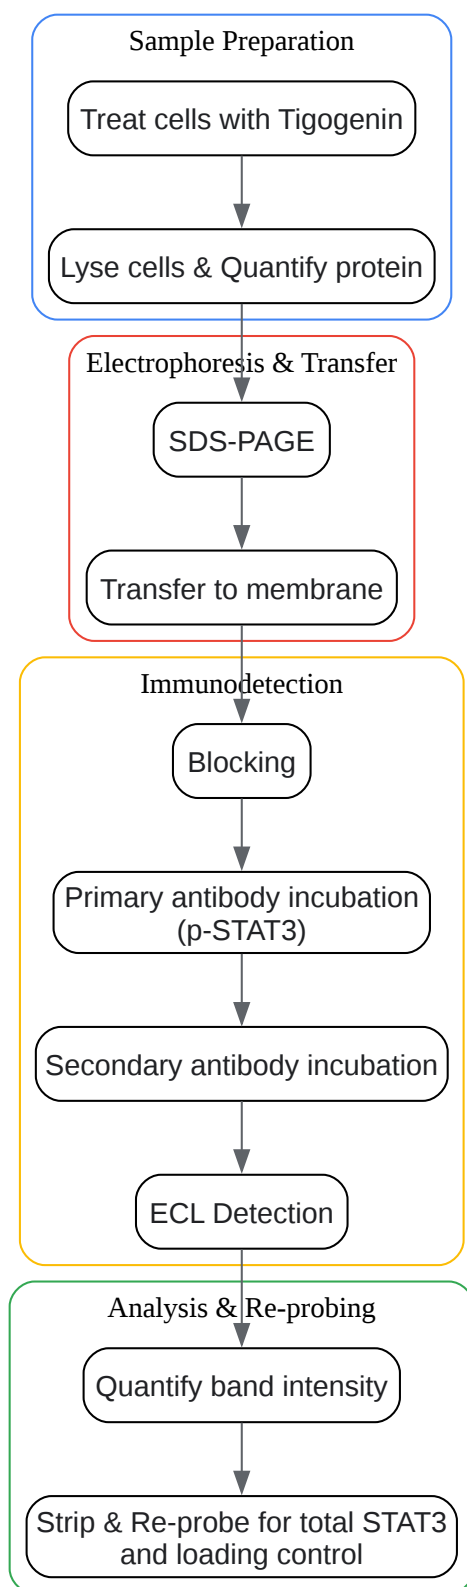 Sample Preparation
Treat cells with Tigogenin
Lyse cells & Quantify protein
Electrophoresis & Transfer
SDS-PAGE
Transfer to membrane
Immunodetection
Blocking
Primary antibody incubation
(p-STAT3)
Secondary antibody incubation
ECL Detection
Analysis & Re-probing
Quantify band intensity
Strip & Re-probe for total STAT3
and loading control